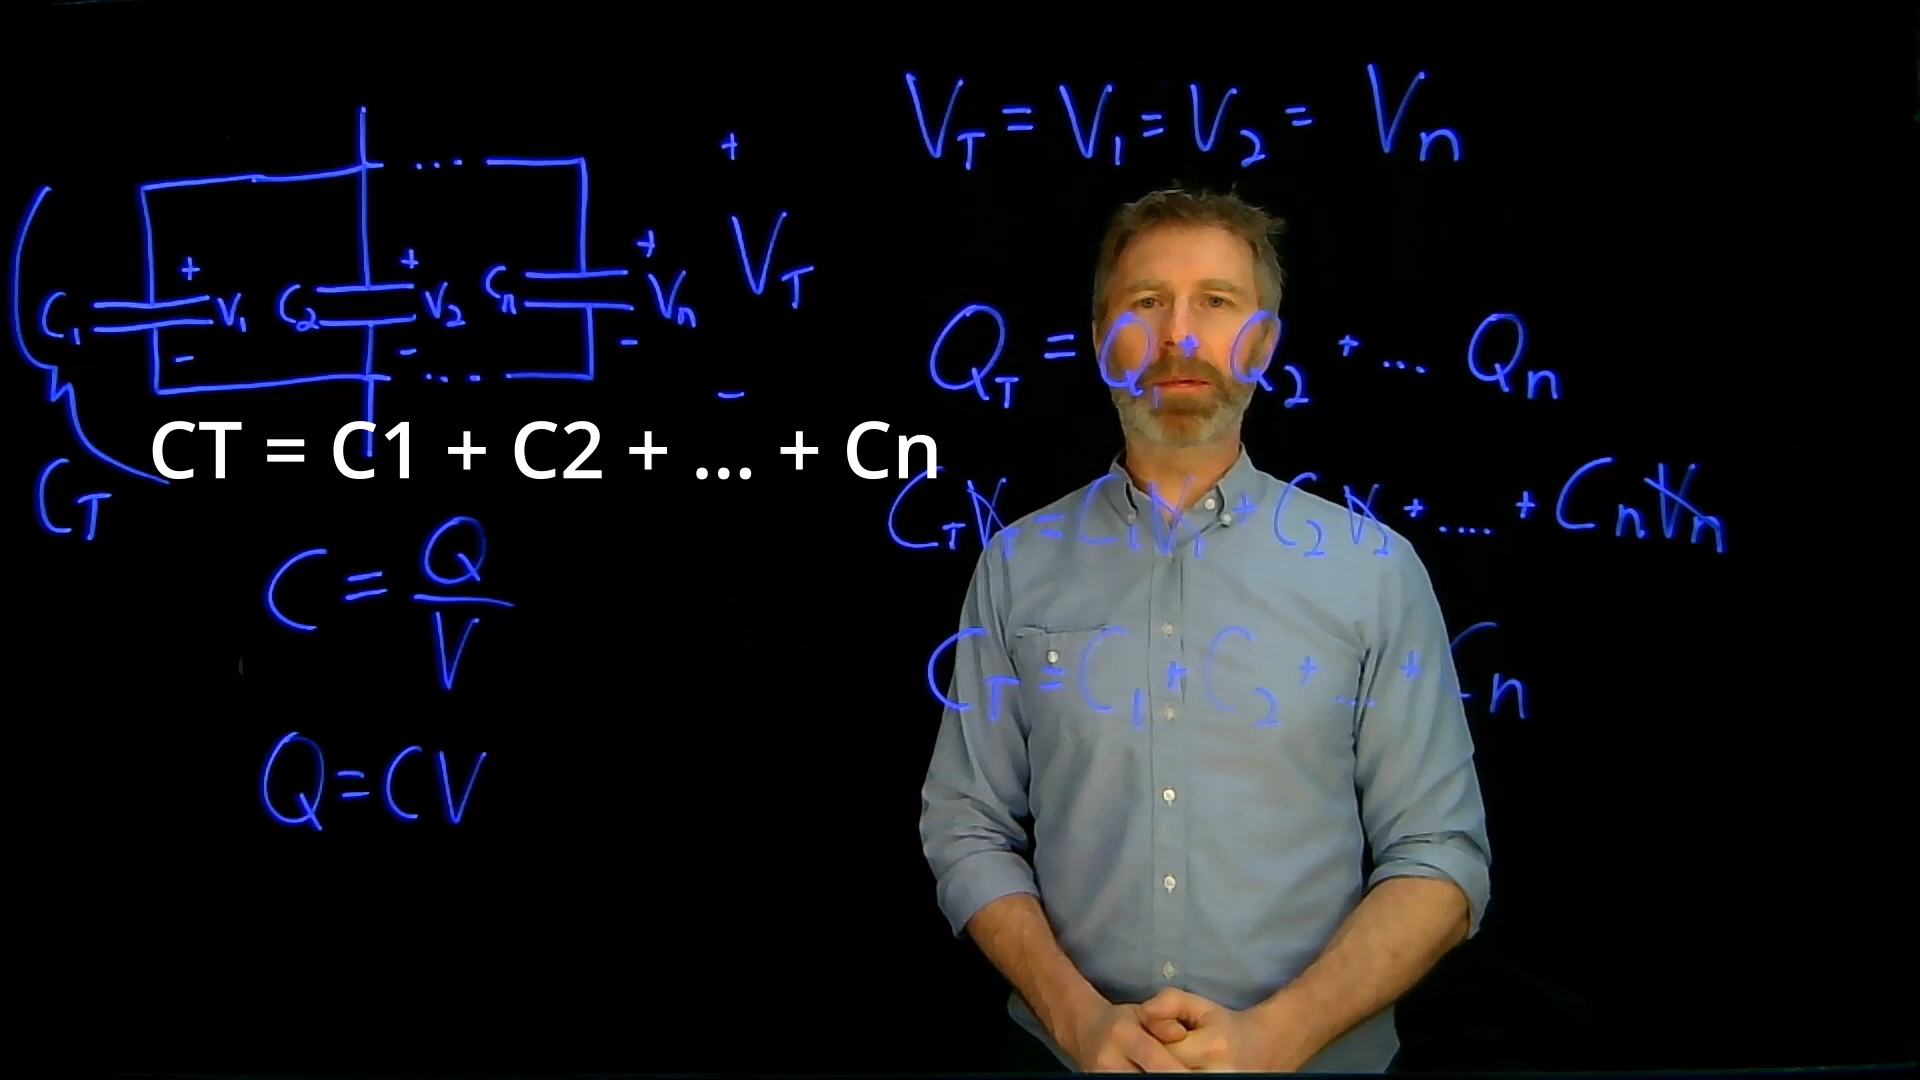 V_T = V_1 = V_2 = V_n
+ + + +
C_1 V_1 C_2 V_2 C_n V_n V_T
- - - -
... ...
Q_T = Q_1 + Q_2 + ... Q_n
CT = C1 + C2 + ... + Cn
C_T
C_T V_T = C_1 V_1 + C_2 V_2 + .... + C_n V_n
C = Q/V
C_T = C_1 + C_2 + ... + C_n
Q = CV